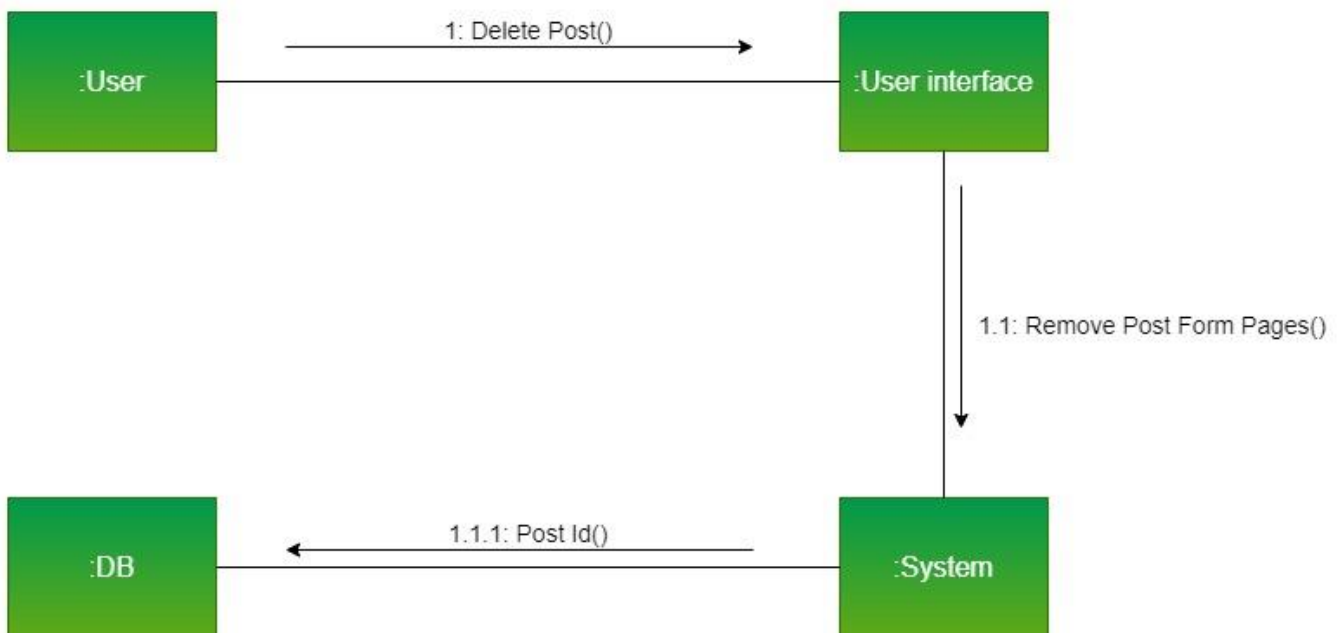 1: Delete Post()
:User
:User interface
1.1: Remove Post Form Pages()
1.1.1: Post Id()
:DB
:System